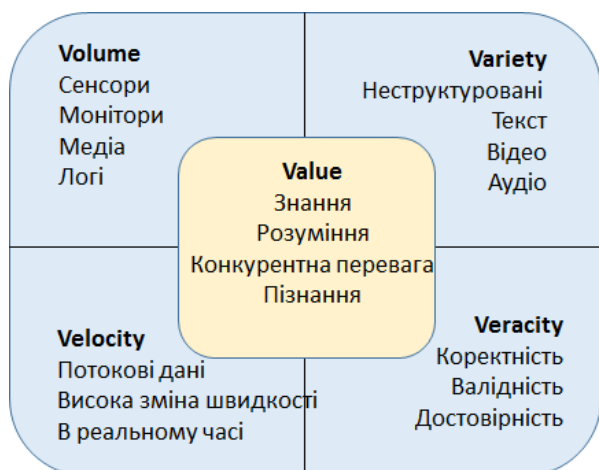 Volume
Сенсори
Монітори
Медіа
Логі
Variety
Неструктуровані
Текст
Відео
Аудіо
Value
Знання
Розуміння
Конкурентна перевага
Пізнання
Velocity
Потокові дані
Висока зміна швидкості
В реальному часі
Veracity
Коректність
Валідність
Достовірність